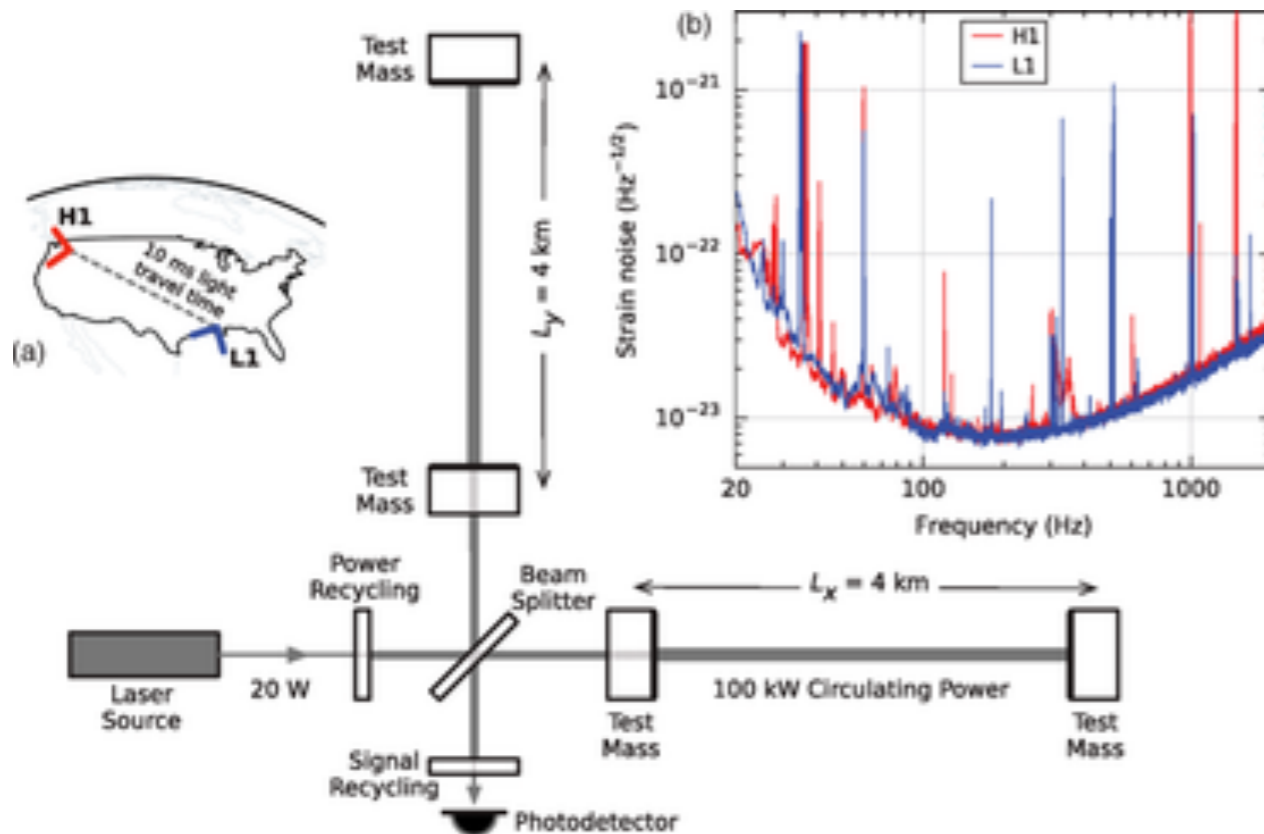 Test
Mass
(b)
H1
L1
10⁻²¹
10⁻²²
10⁻²³
Strain noise (Hz⁻¹/²)
20
100
1000
Frequency (Hz)
H1
10 ms light
travel time
L1
(a)
Ly = 4 km
Test
Mass
Power
Recycling
Beam
Splitter
Lx = 4 km
Laser
Source
20 W
100 kW Circulating Power
Test
Mass
Test
Mass
Signal
Recycling
Photodetector